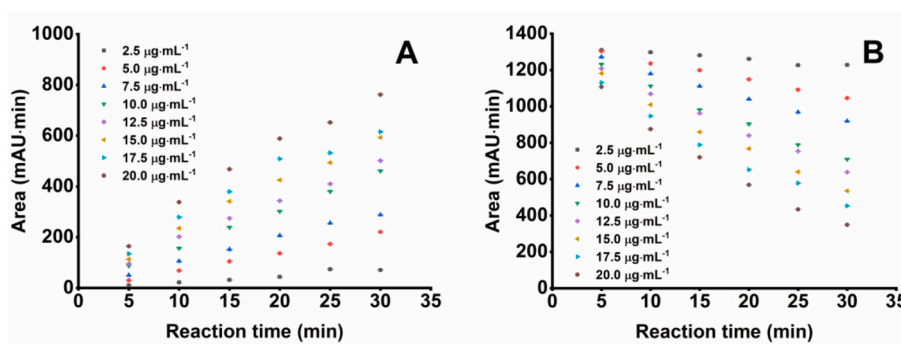 A
1000
800
600
400
200
0
Area (mAU·min)
2.5 μg·mL-1
5.0 μg·mL-1
7.5 μg·mL-1
10.0 μg·mL-1
12.5 μg·mL-1
15.0 μg·mL-1
17.5 μg·mL-1
20.0 μg·mL-1
0 5 10 15 20 25 30 35
Reaction time (min)
B
1400
1200
1000
800
600
400
200
0
Area (mAU·min)
2.5 μg·mL-1
5.0 μg·mL-1
7.5 μg·mL-1
10.0 μg·mL-1
12.5 μg·mL-1
15.0 μg·mL-1
17.5 μg·mL-1
20.0 μg·mL-1
0 5 10 15 20 25 30 35
Reaction time (min)